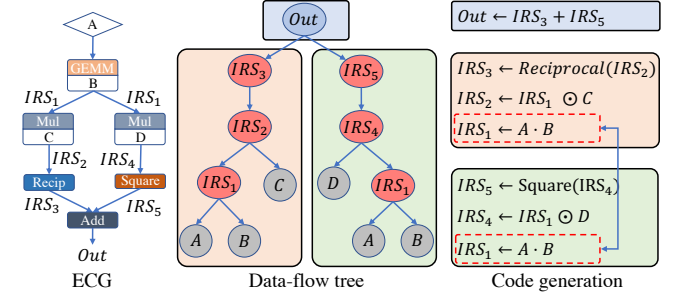 A
GEMM
B
IRS₁ IRS₁
Mul Mul
C D
IRS₂ IRS₄
Recip Square
IRS₃ IRS₅
Add
Out
ECG
Out
IRS₃ IRS₅
IRS₂ IRS₄
IRS₁ C D IRS₁
A B A B
Data-flow tree
Out ← IRS₃ + IRS₅
IRS₃ ← Reciprocal(IRS₂)
IRS₂ ← IRS₁ ⊙ C
IRS₁ ← A · B
IRS₅ ← Square(IRS₄)
IRS₄ ← IRS₁ ⊙ D
IRS₁ ← A · B
Code generation